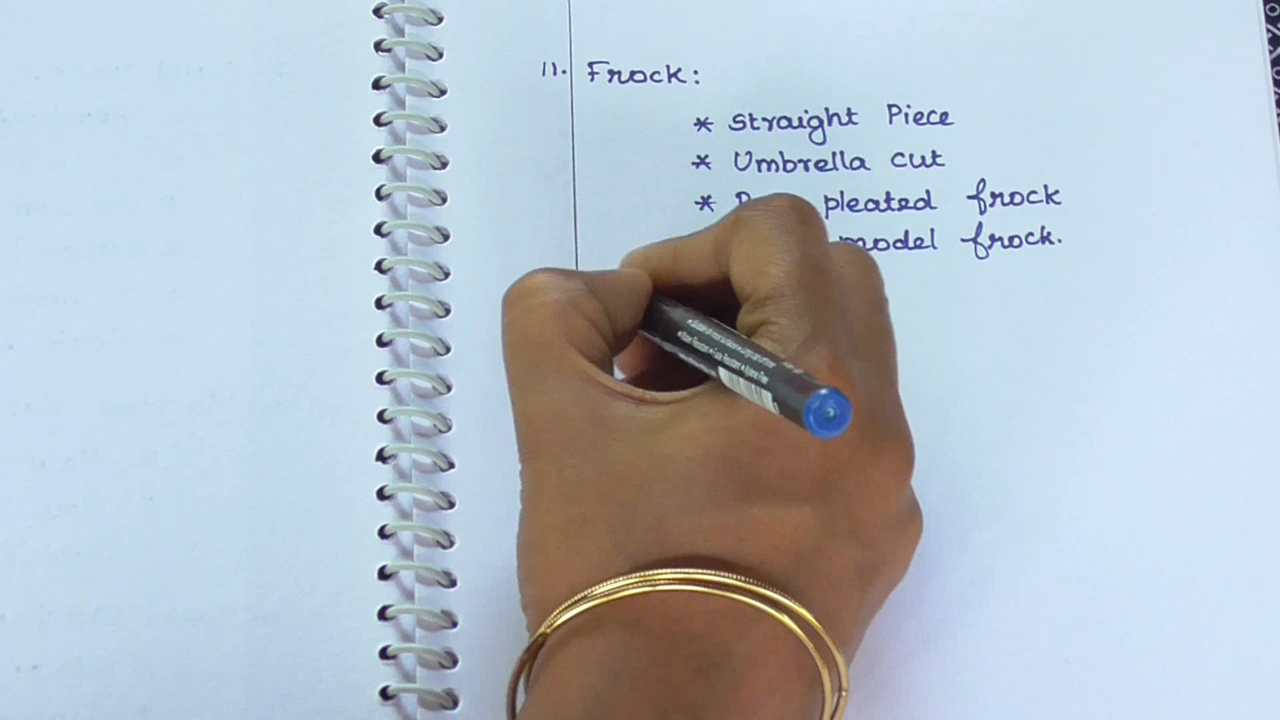 11. Frock:
* Straight Piece
* Umbrella cut
* pleated frock
model frock.